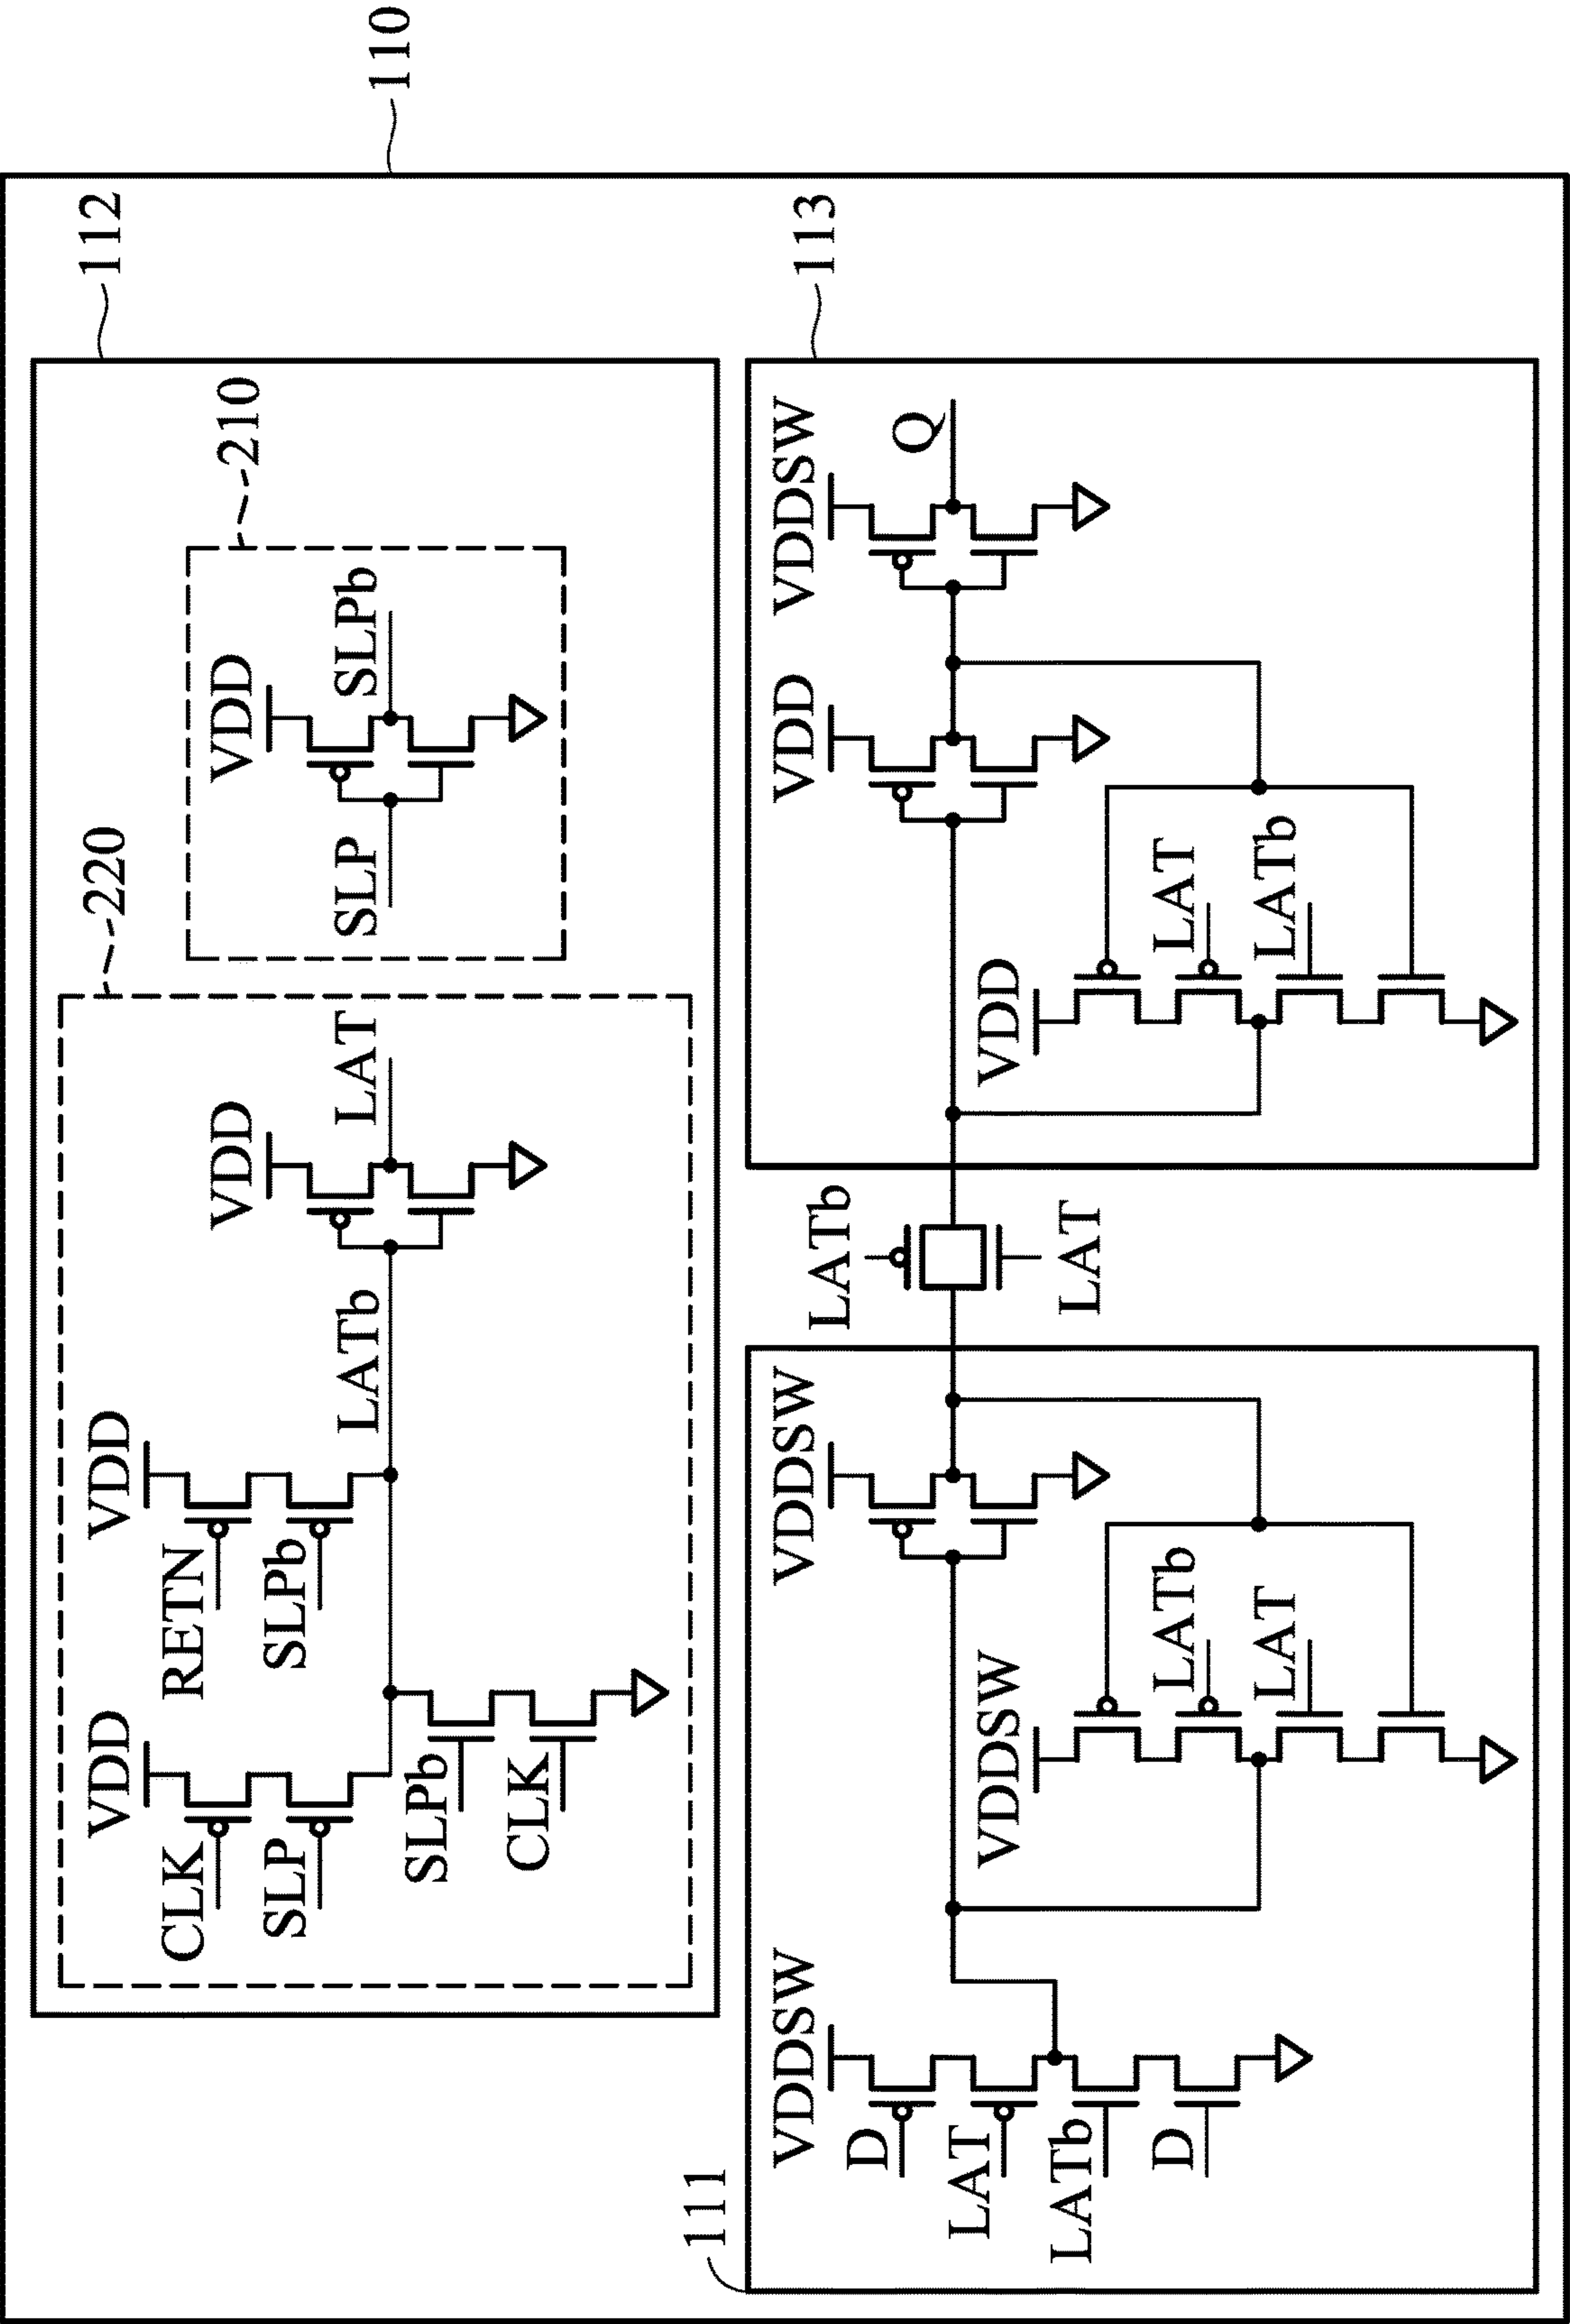 110
112
220
210
VDD
CLK
SLP
VDD
RETN
SLPb
SLPb
CLK
LATb
VDD
LAT
VDD
SLP
SLPb
111
VDDSW
D
LAT
LATb
D
VDDSW
VDDSW
LATb
LAT
LATb
LAT
113
VDD
VDD
LAT
LATb
VDDSW
Q